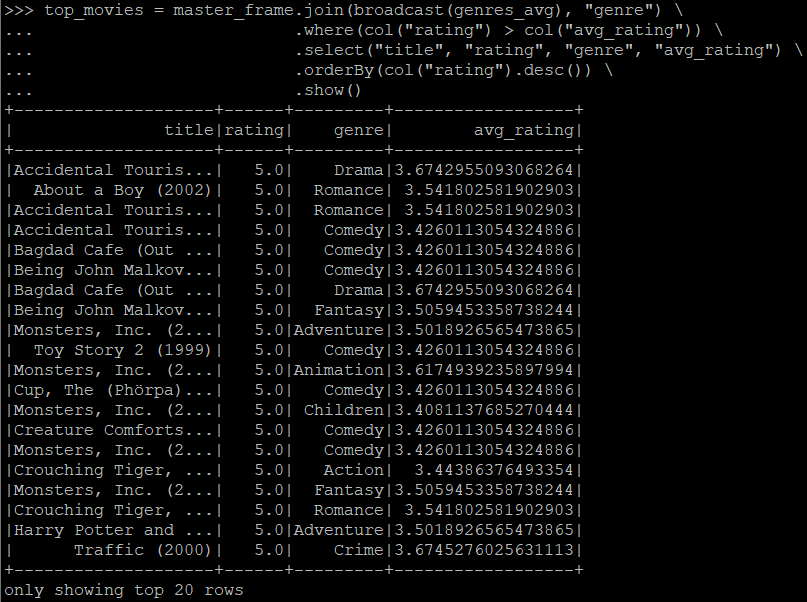 >>> top_movies = master_frame.join(broadcast(genres_avg), "genre") \
...                          .where(col("rating") > col("avg_rating")) \
...                          .select("title", "rating", "genre", "avg_rating") \
...                          .orderBy(col("rating").desc()) \
...                          .show()
+--------------------+------+---------+------------------+
|               title|rating|    genre|        avg_rating|
+--------------------+------+---------+------------------+
|Accidental Touris...|   5.0|    Drama|3.6742955093068264|
|  About a Boy (2002)|   5.0|  Romance| 3.541802581902903|
|Accidental Touris...|   5.0|  Romance| 3.541802581902903|
|Accidental Touris...|   5.0|   Comedy|3.4260113054324886|
|Bagdad Cafe (Out ...|   5.0|   Comedy|3.4260113054324886|
|Being John Malkov...|   5.0|   Comedy|3.4260113054324886|
|Bagdad Cafe (Out ...|   5.0|    Drama|3.6742955093068264|
|Being John Malkov...|   5.0|  Fantasy|3.5059453358738244|
|Monsters, Inc. (2...|   5.0|Adventure|3.5018926565473865|
|  Toy Story 2 (1999)|   5.0|   Comedy|3.4260113054324886|
|Monsters, Inc. (2...|   5.0|Animation|3.6174939235897994|
|Cup, The (Phörpa)...|   5.0|   Comedy|3.4260113054324886|
|Monsters, Inc. (2...|   5.0| Children|3.4081137685270444|
|Creature Comforts...|   5.0|   Comedy|3.4260113054324886|
|Monsters, Inc. (2...|   5.0|   Comedy|3.4260113054324886|
|Crouching Tiger, ...|   5.0|   Action|  3.44386376493354|
|Monsters, Inc. (2...|   5.0|  Fantasy|3.5059453358738244|
|Crouching Tiger, ...|   5.0|  Romance| 3.541802581902903|
|Harry Potter and ...|   5.0|Adventure|3.5018926565473865|
|      Traffic (2000)|   5.0|    Crime|3.6745276025631113|
+--------------------+------+---------+------------------+
only showing top 20 rows